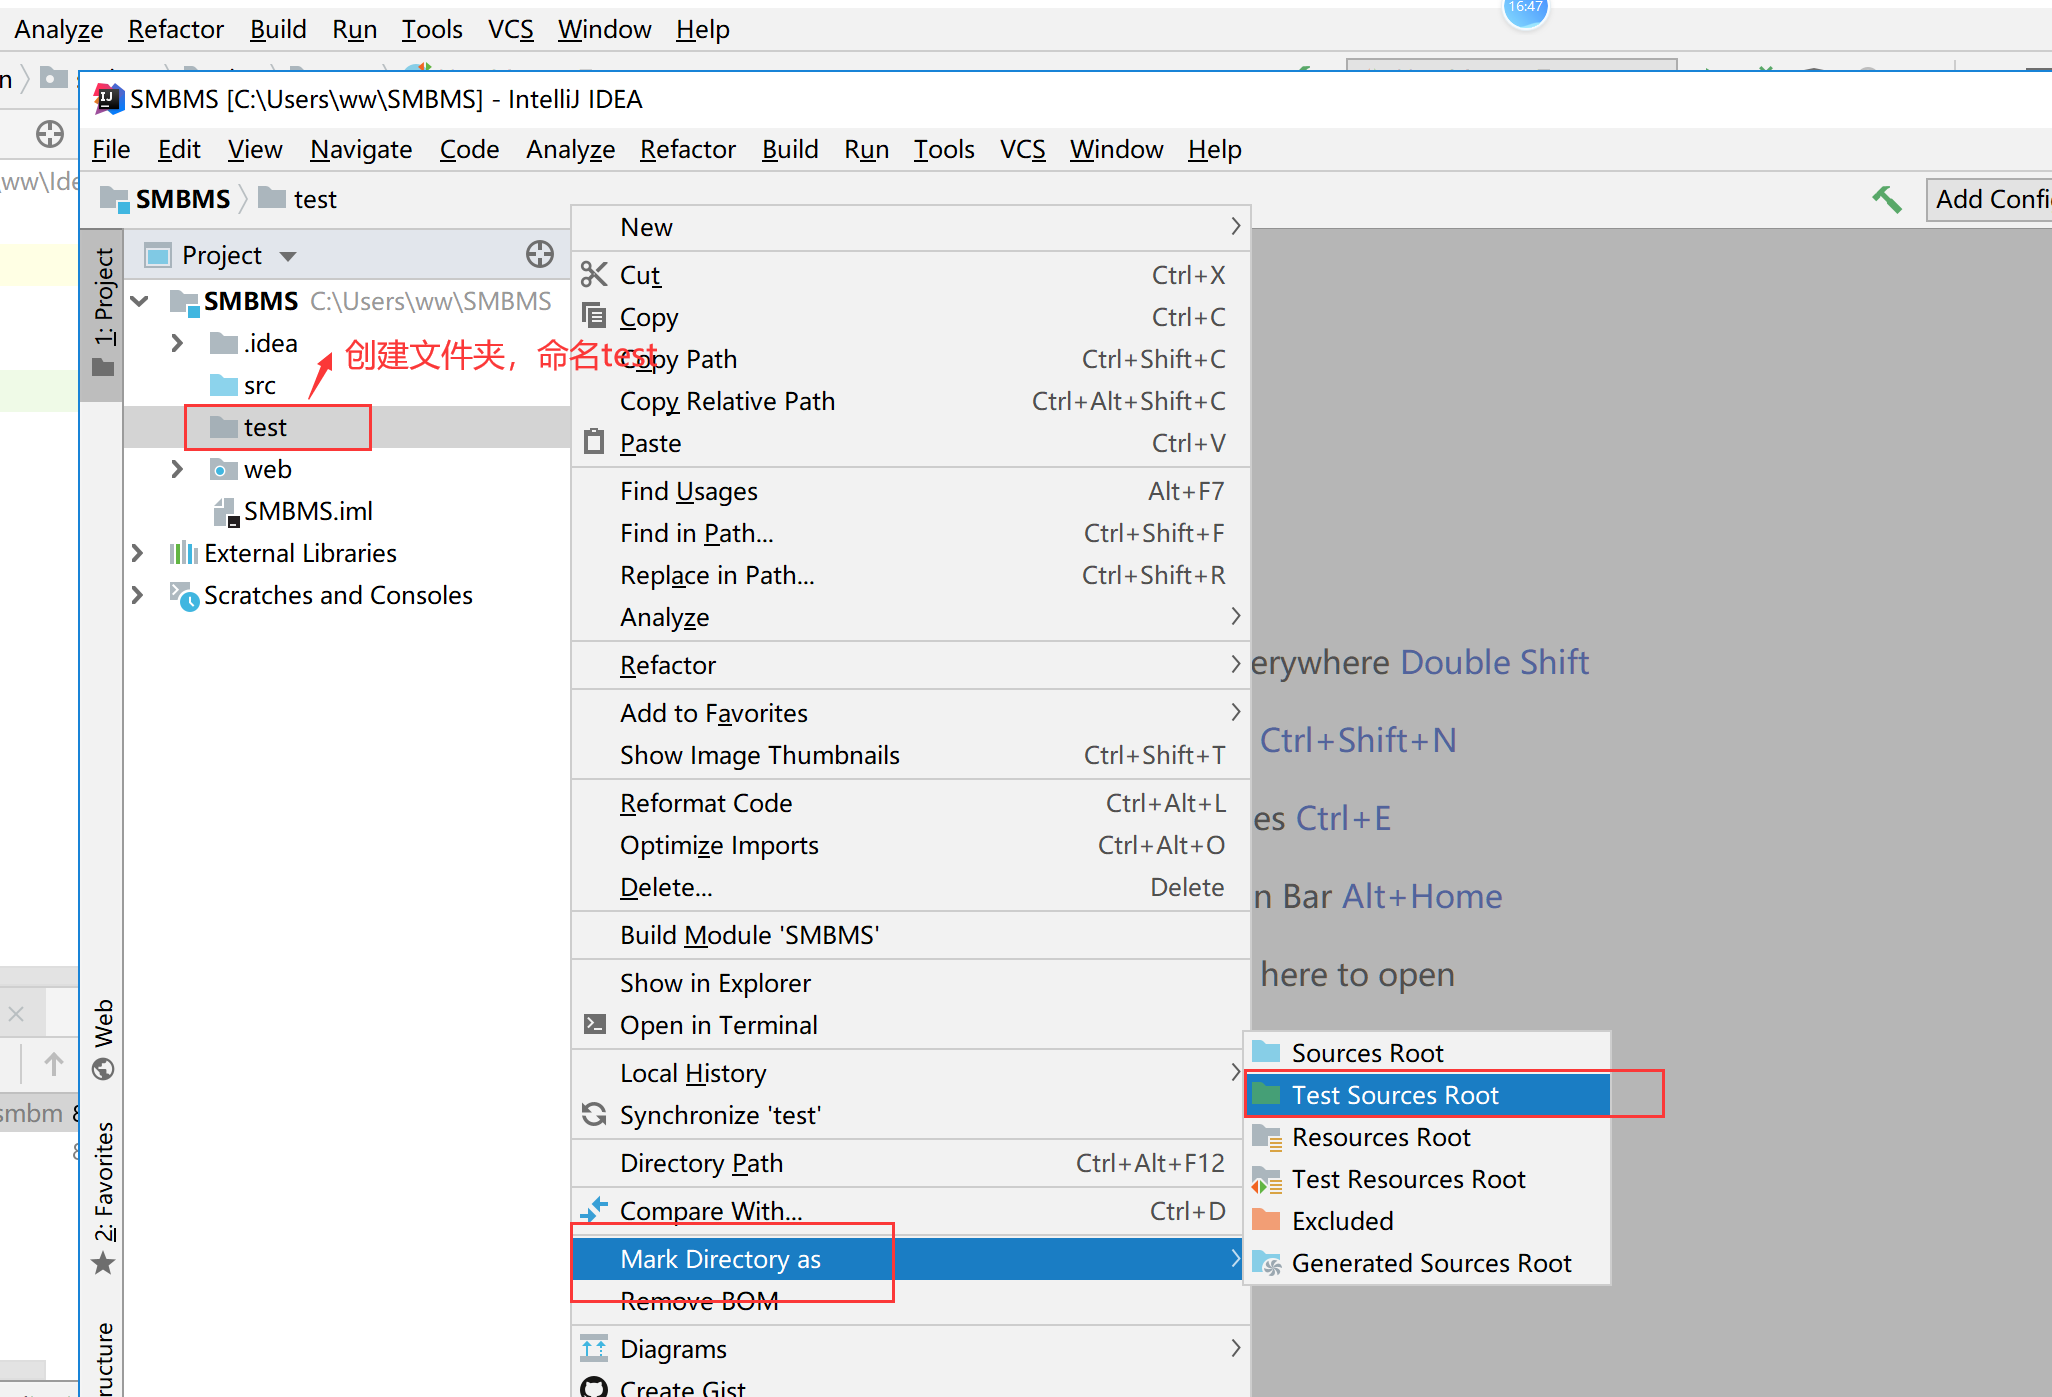 16:47
Analyze Refactor Build Run Tools VCS Window Help
n
SMBMS [C:\Users\ww\SMBMS] - IntelliJ IDEA
File Edit View Navigate Code Analyze Refactor Build Run Tools VCS Window Help
\ww\Ide
SMBMS test
Add Confi
1: Project
Project
SMBMS C:\Users\ww\SMBMS
.idea
创建文件夹，命名test
src
test
web
SMBMS.iml
External Libraries
Scratches and Consoles
New
Cut Ctrl+X
Copy Ctrl+C
Copy Path Ctrl+Shift+C
Copy Relative Path Ctrl+Alt+Shift+C
Paste Ctrl+V
Find Usages Alt+F7
Find in Path... Ctrl+Shift+F
Replace in Path... Ctrl+Shift+R
Analyze
Refactor
Add to Favorites
Show Image Thumbnails Ctrl+Shift+T
Reformat Code Ctrl+Alt+L
Optimize Imports Ctrl+Alt+O
Delete... Delete
Build Module 'SMBMS'
Show in Explorer
Open in Terminal
Local History
Synchronize 'test'
Directory Path Ctrl+Alt+F12
Compare With... Ctrl+D
Mark Directory as
Remove BOM
Diagrams
Create Gist
erywhere Double Shift
Ctrl+Shift+N
es Ctrl+E
n Bar Alt+Home
here to open
Sources Root
Test Sources Root
Resources Root
Test Resources Root
Excluded
Generated Sources Root
Web
smbm
2: Favorites
ructure